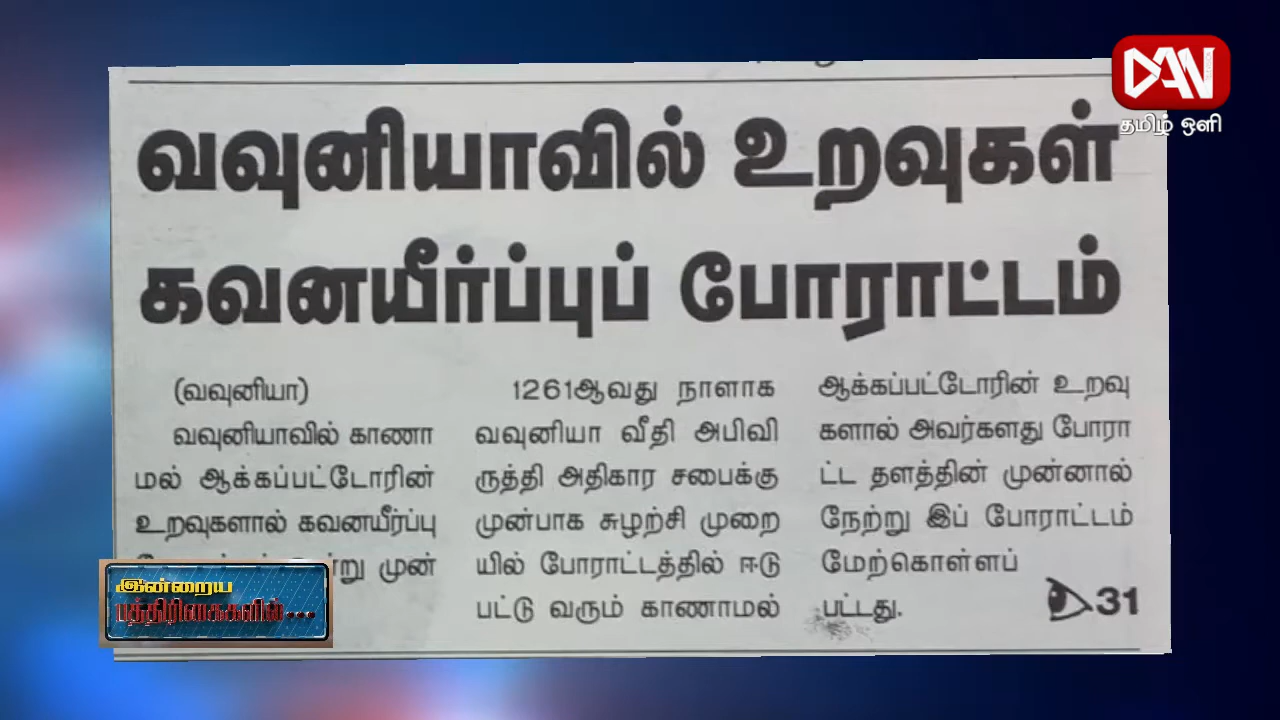 DAN
தமிழ் ஒளி
வவுனியாவில் உறவுகள்
கவனயீர்ப்புப் போராட்டம்
(வவுனியா)
வவுனியாவில் காணா
மல் ஆக்கப்பட்டோரின்
உறவுகளால் கவனயீர்ப்பு
முன்
1261ஆவது நாளாக
வவுனியா வீதி அபிவி
ருத்தி அதிகார சபைக்கு
முன்பாக சுழற்சி முறை
யில் போராட்டத்தில் ஈடு
பட்டு வரும் காணாமல்
ஆக்கப்பட்டோரின் உறவு
களால் அவர்களது போரா
ட்ட தளத்தின் முன்னால்
நேற்று இப் போராட்டம்
மேற்கொள்ளப்
பட்டது.
31
இன்றைய
பத்திரிகைகளில்...